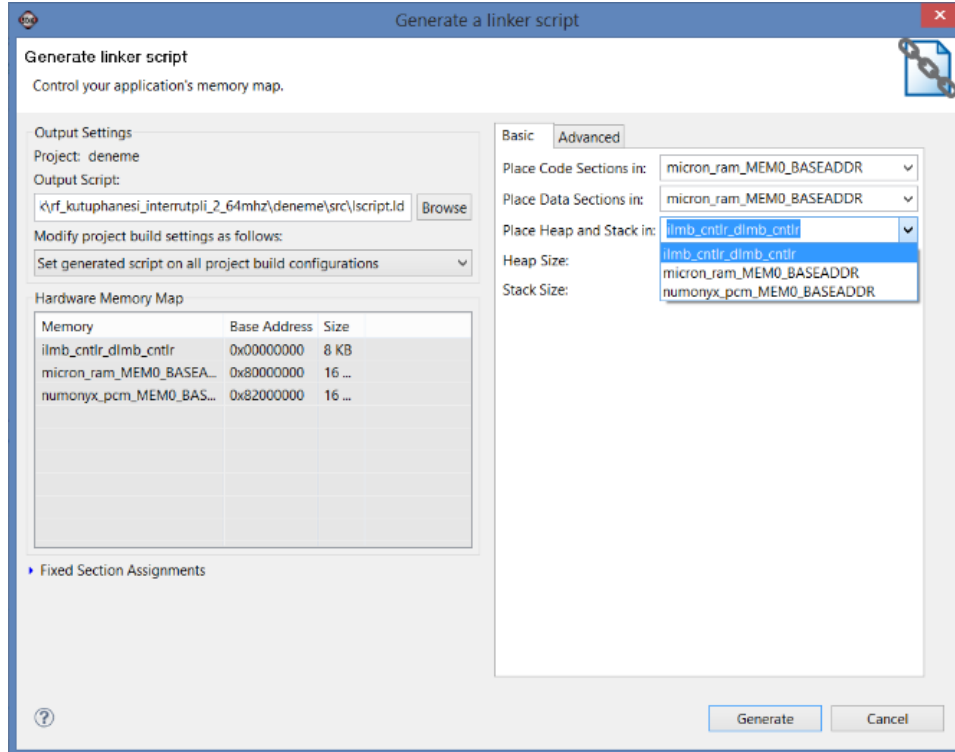 Generate a linker script
Generate linker script
Control your application's memory map.
Output Settings
Project: deneme
Output Script:
k\rf_kutuphanesi_interrutpli_2_64mhz\deneme\src\lscript.ld
Browse
Modify project build settings as follows:
Set generated script on all project build configurations
Hardware Memory Map
Memory Base Address Size
ilmb_cntlr_dlmb_cntlr 0x00000000 8 KB
micron_ram_MEM0_BASEA... 0x80000000 16 ...
numonyx_pcm_MEM0_BAS... 0x82000000 16 ...
Fixed Section Assignments
Basic Advanced
Place Code Sections in: micron_ram_MEM0_BASEADDR
Place Data Sections in: micron_ram_MEM0_BASEADDR
Place Heap and Stack in: ilmb_cntlr_dlmb_cntlr
ilmb_cntlr_dlmb_cntlr
micron_ram_MEM0_BASEADDR
numonyx_pcm_MEM0_BASEADDR
Heap Size:
Stack Size:
Generate Cancel